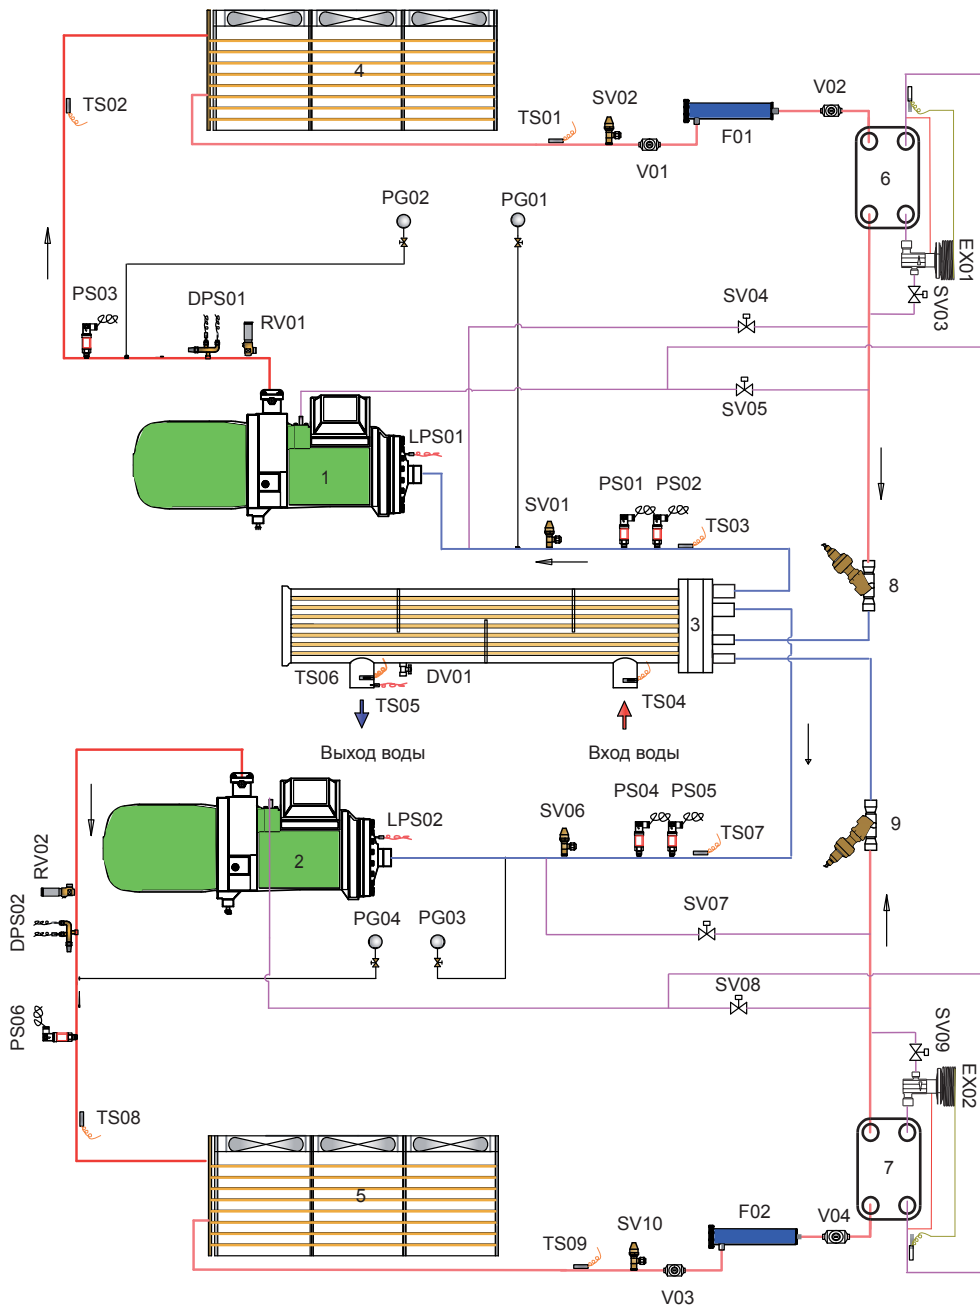 4
TS02
TS01
SV02
V01
F01
V02
6
PG02
PG01
EX01
SV03
PS03
DPS01
RV01
SV04
SV05
LPS01
1
SV01
PS01
PS02
TS03
8
3
TS06
TS05
DV01
TS04
Выход воды
Вход воды
PS04
PS05
SV06
TS07
9
LPS02
2
RV02
DPS02
PG04
PG03
SV07
SV08
SV09
EX02
PS06
TS08
5
7
TS09
SV10
V03
F02
V04